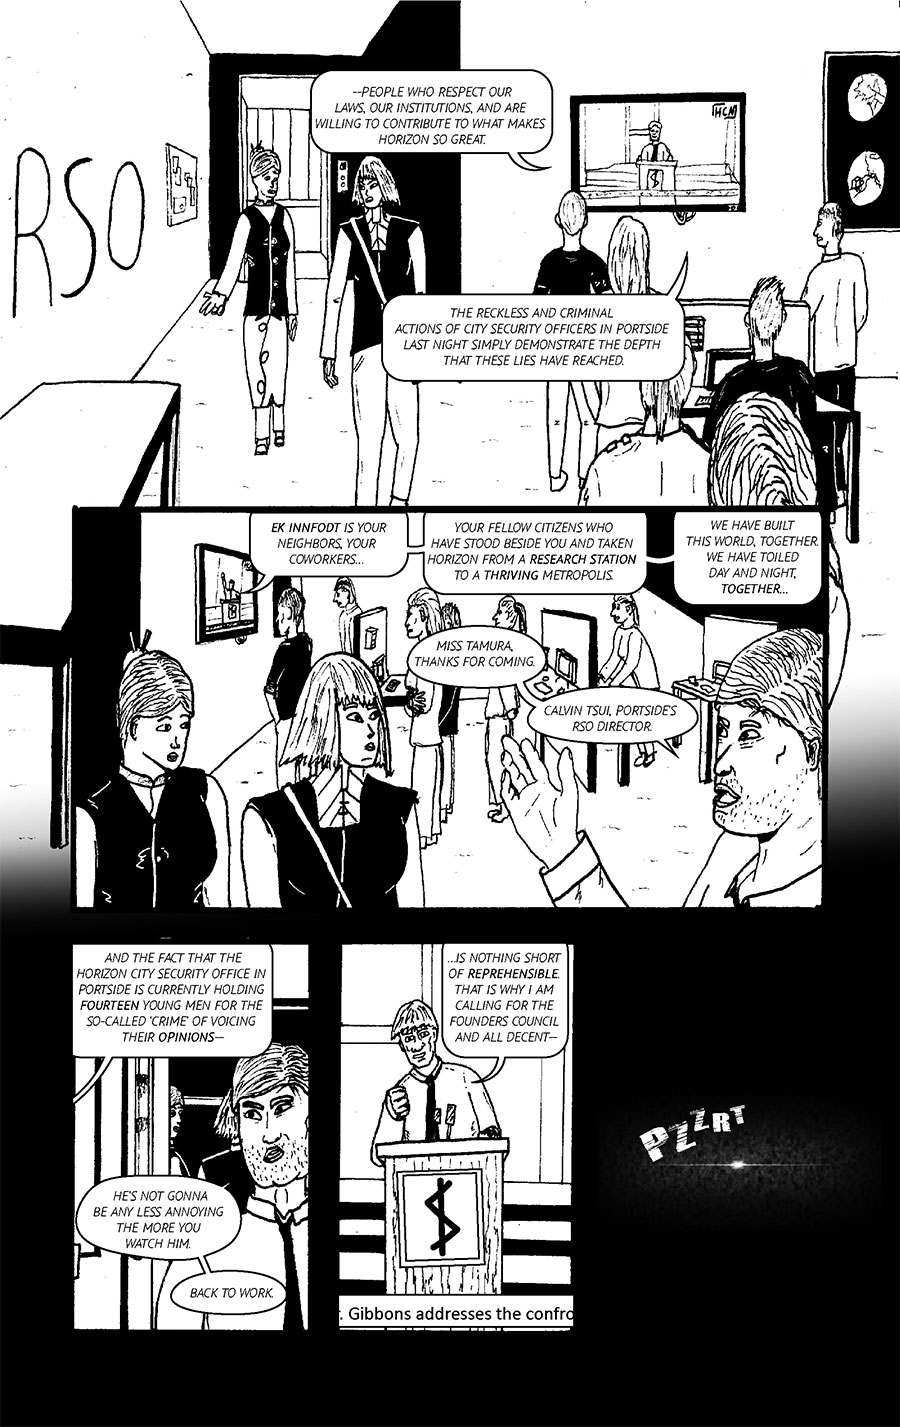 --PEOPLE WHO RESPECT OUR
LAWS, OUR INSTITUTIONS, AND ARE
WILLING TO CONTRIBUTE TO WHAT MAKES
HORIZON SO GREAT.
THCN
RSO
THE RECKLESS AND CRIMINAL
ACTIONS OF CITY SECURITY OFFICERS IN PORTSIDE
LAST NIGHT SIMPLY DEMONSTRATE THE DEPTH
THAT THESE LIES HAVE REACHED.
EK INNFODT IS YOUR
NEIGHBORS, YOUR
COWORKERS...
YOUR FELLOW CITIZENS WHO
HAVE STOOD BESIDE YOU AND TAKEN
HORIZON FROM A RESEARCH STATION
TO A THRIVING METROPOLIS.
WE HAVE BUILT
THIS WORLD, TOGETHER.
WE HAVE TOILED
DAY AND NIGHT,
TOGETHER...
MISS TAMURA,
THANKS FOR COMING.
CALVIN TSUI, PORTSIDE'S
RSO DIRECTOR.
AND THE FACT THAT THE
HORIZON CITY SECURITY OFFICE IN
PORTSIDE IS CURRENTLY HOLDING
FOURTEEN YOUNG MEN FOR THE
SO-CALLED 'CRIME' OF VOICING
THEIR OPINIONS—
HE'S NOT GONNA
BE ANY LESS ANNOYING
THE MORE YOU
WATCH HIM.
BACK TO WORK.
...IS NOTHING SHORT
OF REPREHENSIBLE.
THAT IS WHY I AM
CALLING FOR THE
FOUNDERS COUNCIL
AND ALL DECENT—
r. Gibbons addresses the confro
PZZRT